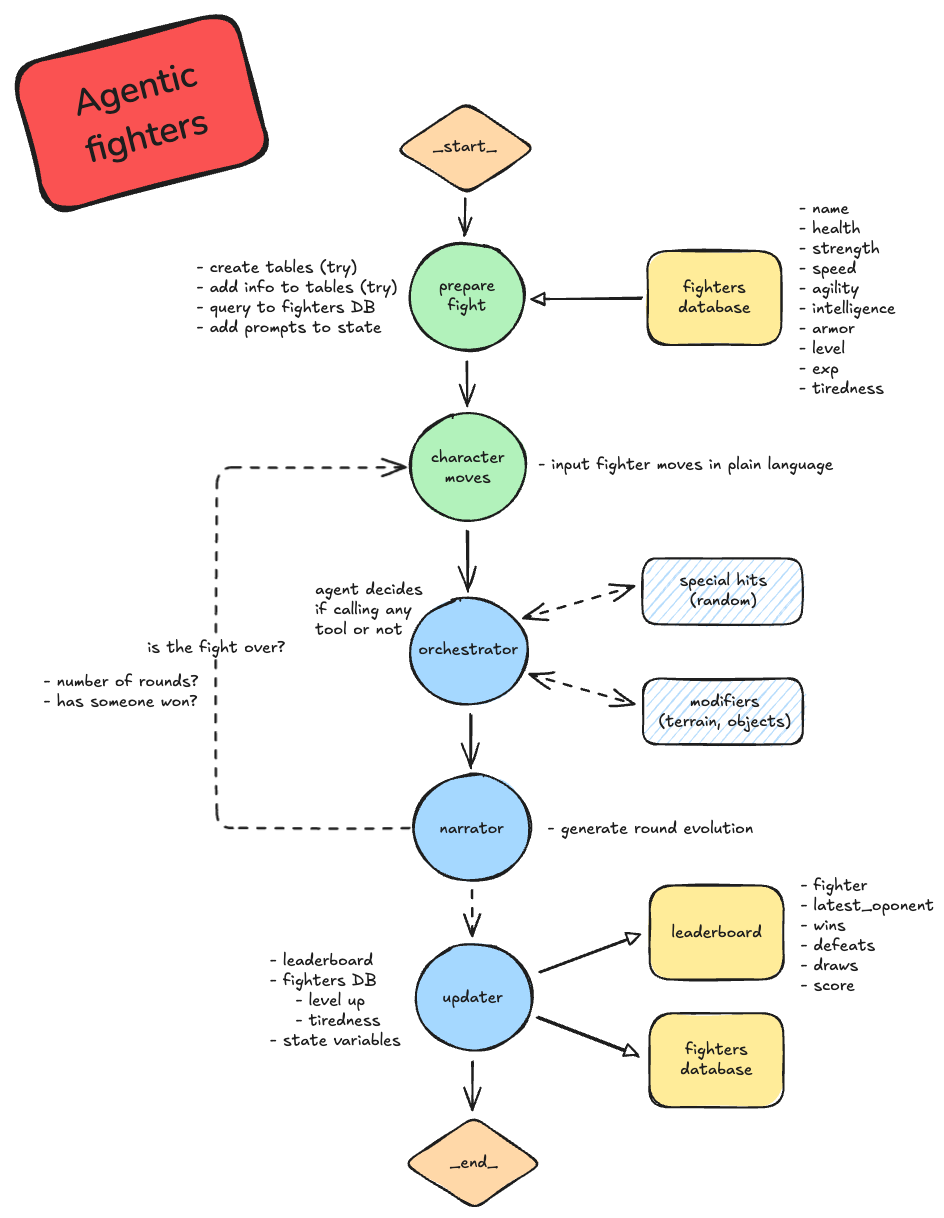 Agentic
fighters
_start_
- create tables (try)
- add info to tables (try)
- query to fighters DB
- add prompts to state
prepare
fight
fighters
database
- name
- health
- strength
- speed
- agility
- intelligence
- armor
- level
- exp
- tiredness
character
moves
- input fighter moves in plain language
agent decides
if calling any
tool or not
orchestrator
special hits
(random)
modifiers
(terrain, objects)
is the fight over?
- number of rounds?
- has someone won?
narrator
- generate round evolution
- leaderboard
- fighters DB
- level up
- tiredness
- state variables
updater
leaderboard
- fighter
- latest_oponent
- wins
- defeats
- draws
- score
fighters
database
_end_